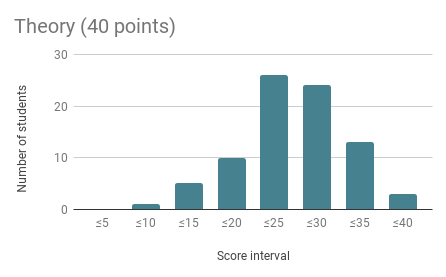 Theory (40 points)
Number of students
30
20
10
0
≤5 ≤10 ≤15 ≤20 ≤25 ≤30 ≤35 ≤40
Score interval